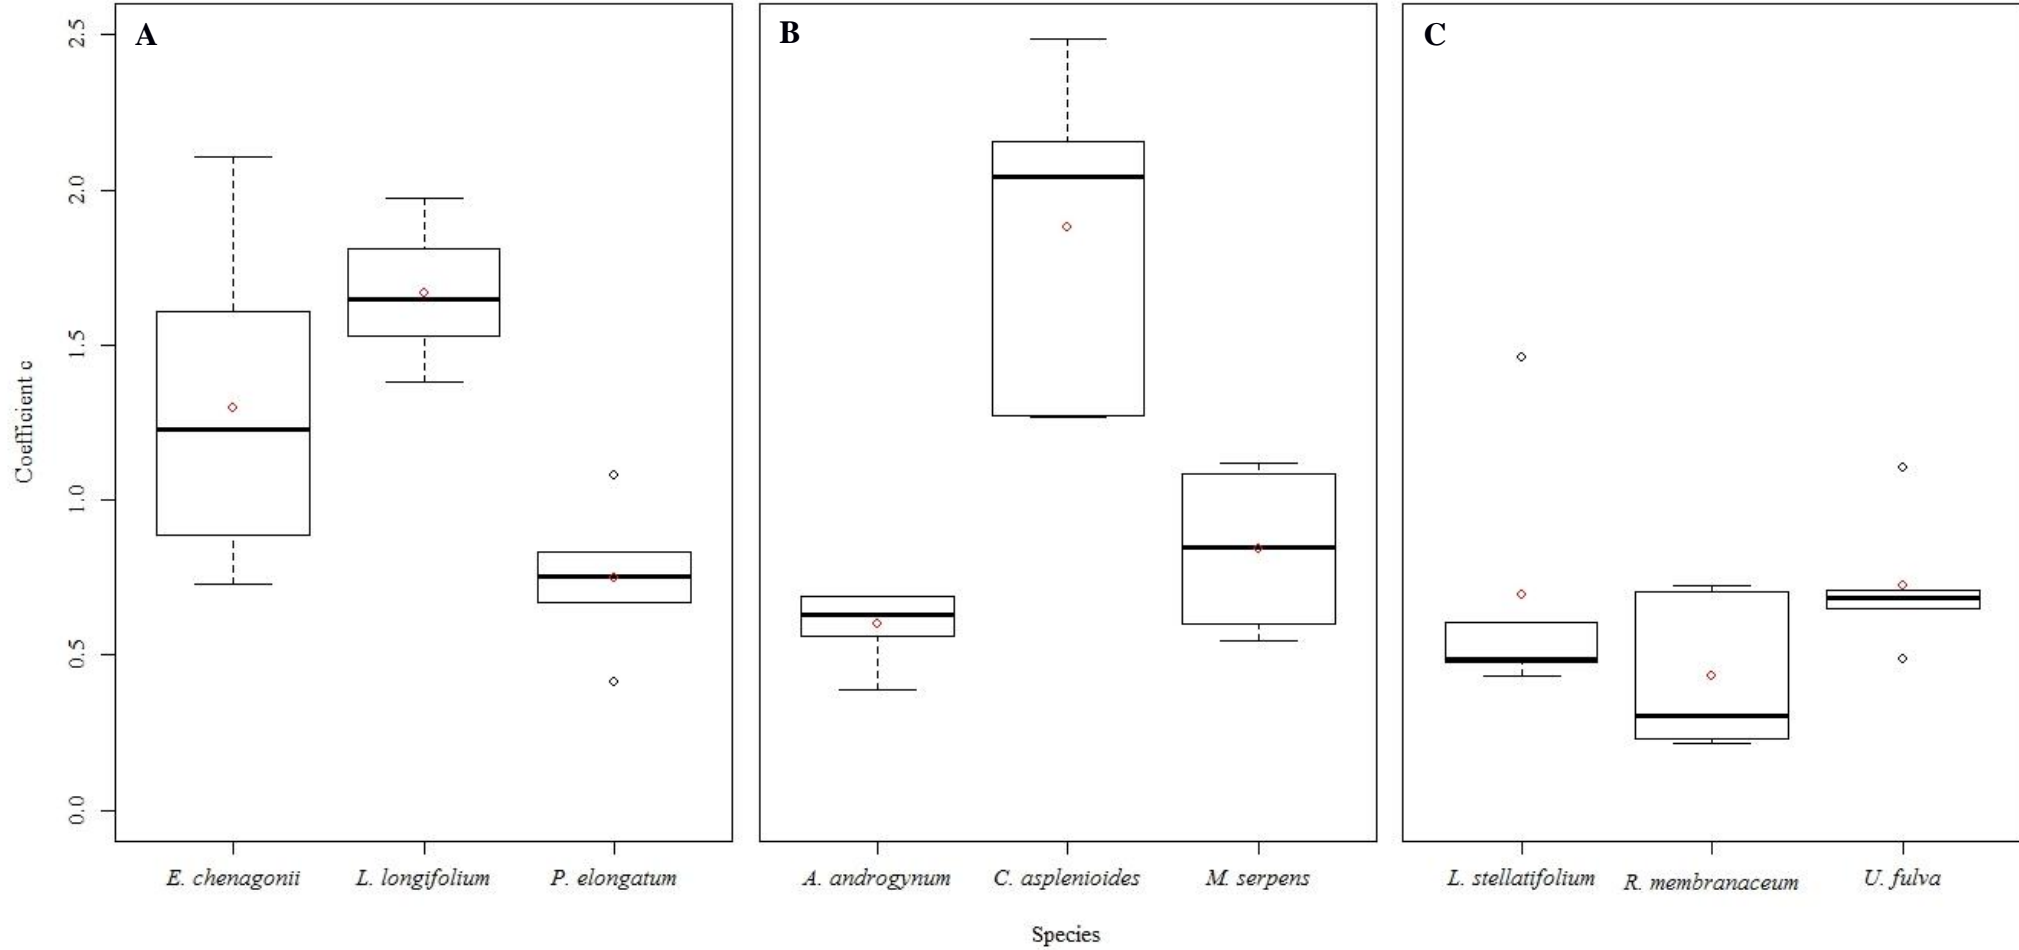 A
B
C
2.5
2.0
1.5
1.0
0.5
0.0
Coefficient c
E. chenagonii
L. longifolium
P. elongatum
A. androgynum
C. asplenioides
M. serpens
L. stellatifolium
R. membranaceum
U. fulva
Species